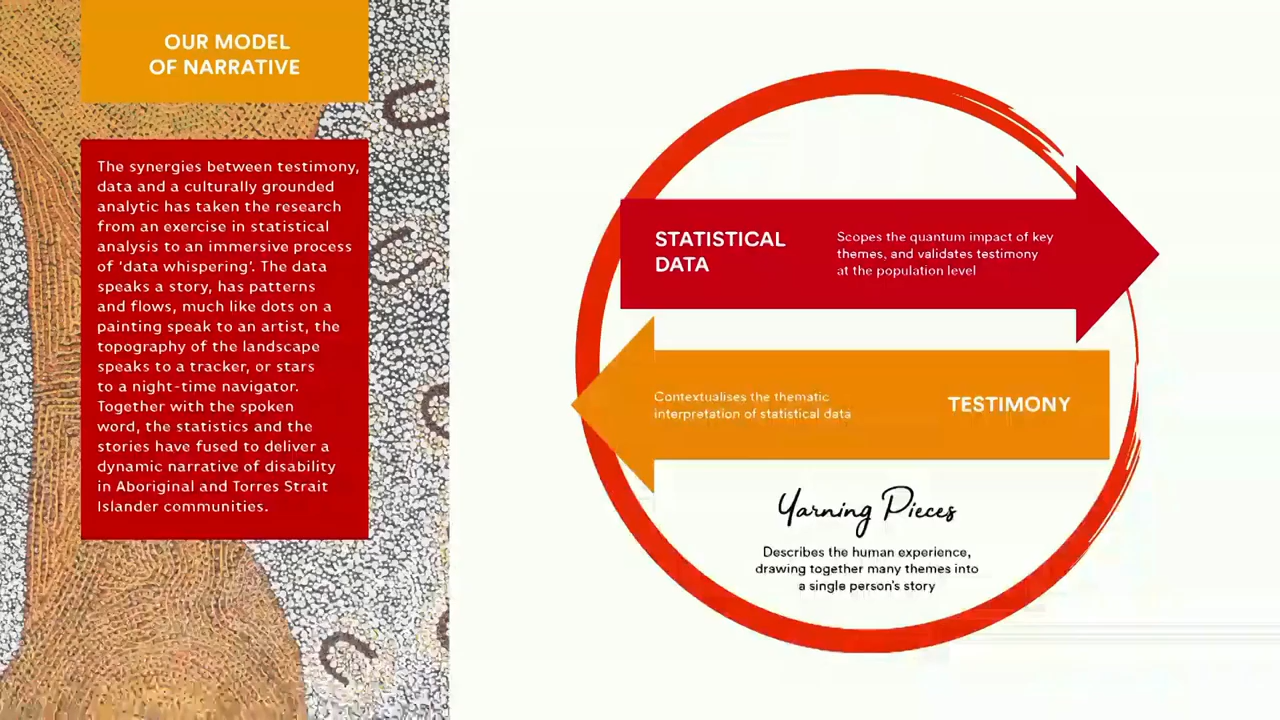 OUR MODEL
OF NARRATIVE
The synergies between testimony,
data and a culturally grounded
analytic has taken the research
from an exercise in statistical
analysis to an immersive process
of 'data whispering'. The data
speaks a story, has patterns
and flows, much like dots on a
painting speak to an artist, the
topography of the landscape
speaks to a tracker, or stars
to a night-time navigator.
Together with the spoken
word, the statistics and the
stories have fused to deliver a
dynamic narrative of disability
in Aboriginal and Torres Strait
Islander communities.
STATISTICAL
DATA
Scopes the quantum impact of key
themes, and validates testimony
at the population level
Contextualises the thematic
interpretation of statistical data
TESTIMONY
Yarning Pieces
Describes the human experience,
drawing together many themes into
a single person's story